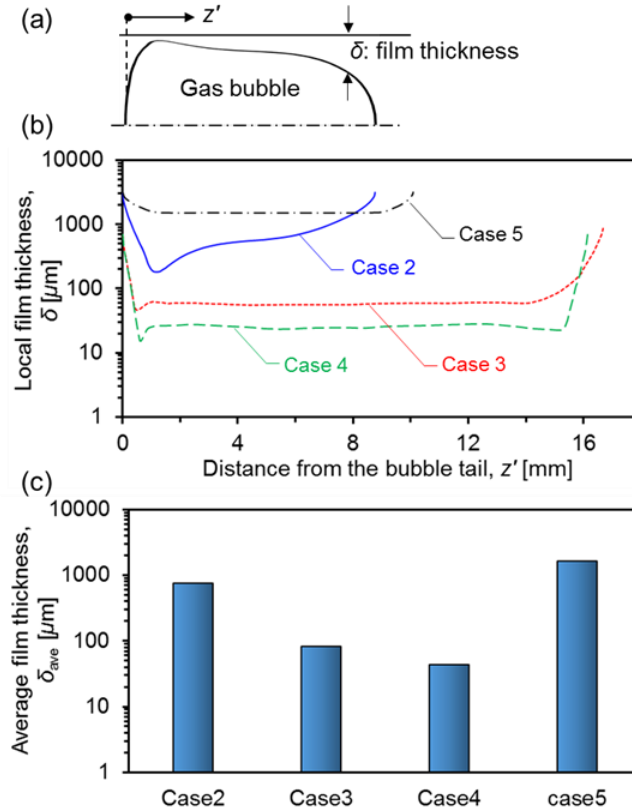 (a)
z′
δ: film thickness
Gas bubble
(b)
Local film thickness,
δ [μm]
10000
1000
100
10
1
Case 5
Case 2
Case 4
Case 3
0 4 8 12 16
Distance from the bubble tail, z′ [mm]
(c)
Average film thickness,
δave [μm]
10000
1000
100
10
1
Case2 Case3 Case4 case5